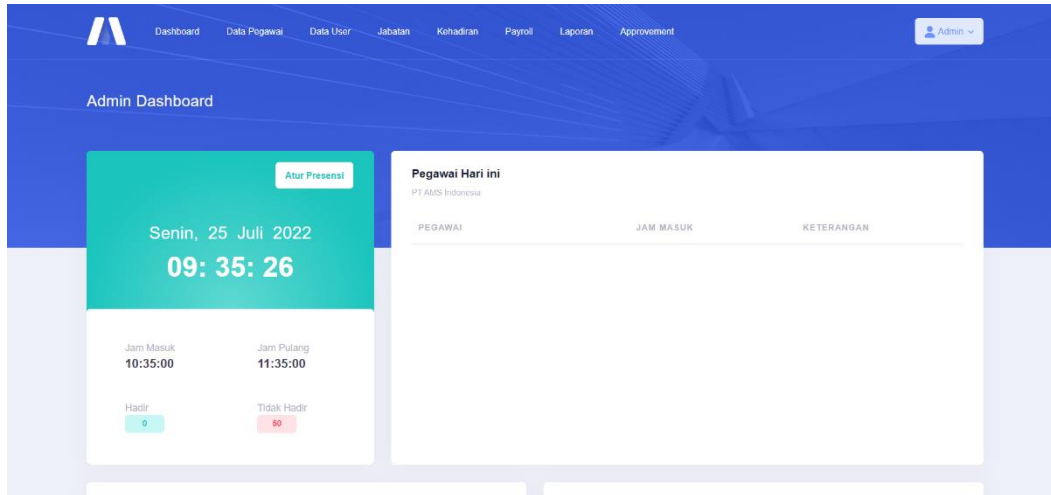 Dashboard Data Pegawai Data User Jabatan Kehadiran Payroll Laporan Approvement Admin
Admin Dashboard
Atur Presensi
Senin, 25 Juli 2022
09: 35: 26
Jam Masuk Jam Pulang
10:35:00 11:35:00
Hadir Tidak Hadir
0 50
Pegawai Hari ini
PT AMS Indonesia
PEGAWAI JAM MASUK KETERANGAN